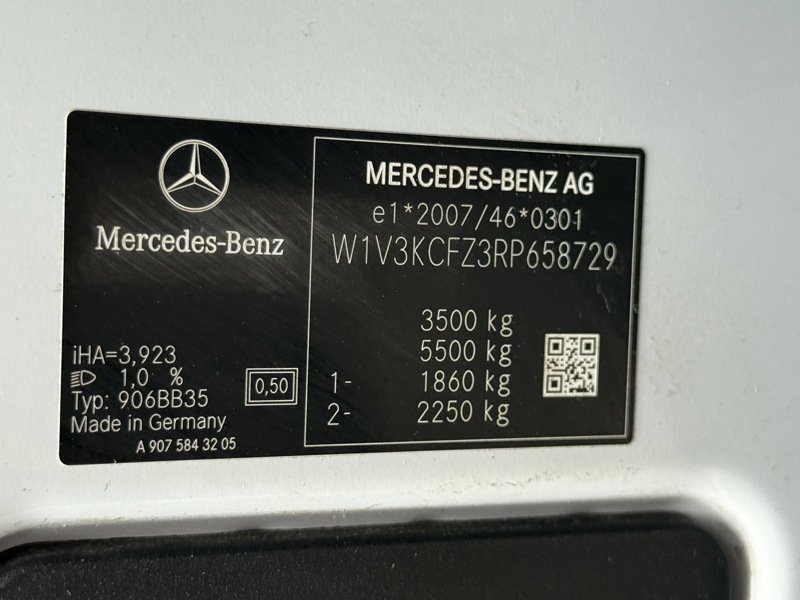 Mercedes-Benz
iHA=3,923
1,0 %
Typ: 906BB35
Made in Germany
A 907 584 32 05
0,50
MERCEDES-BENZ AG
e1*2007/46*0301
W1V3KCFZ3RP658729
3500 kg
5500 kg
1- 1860 kg
2- 2250 kg